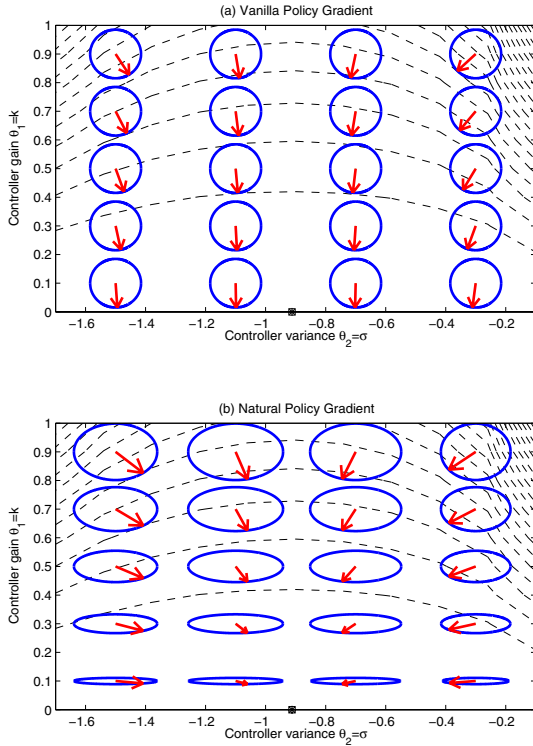 (a) Vanilla Policy Gradient
Controller gain θ₁=k
1
0.9
0.8
0.7
0.6
0.5
0.4
0.3
0.2
0.1
0
−1.6 −1.4 −1.2 −1 −0.8 −0.6 −0.4 −0.2
Controller variance θ₂=σ
(b) Natural Policy Gradient
Controller gain θ₁=k
1
0.9
0.8
0.7
0.6
0.5
0.4
0.3
0.2
0.1
0
−1.6 −1.4 −1.2 −1 −0.8 −0.6 −0.4 −0.2
Controller variance θ₂=σ